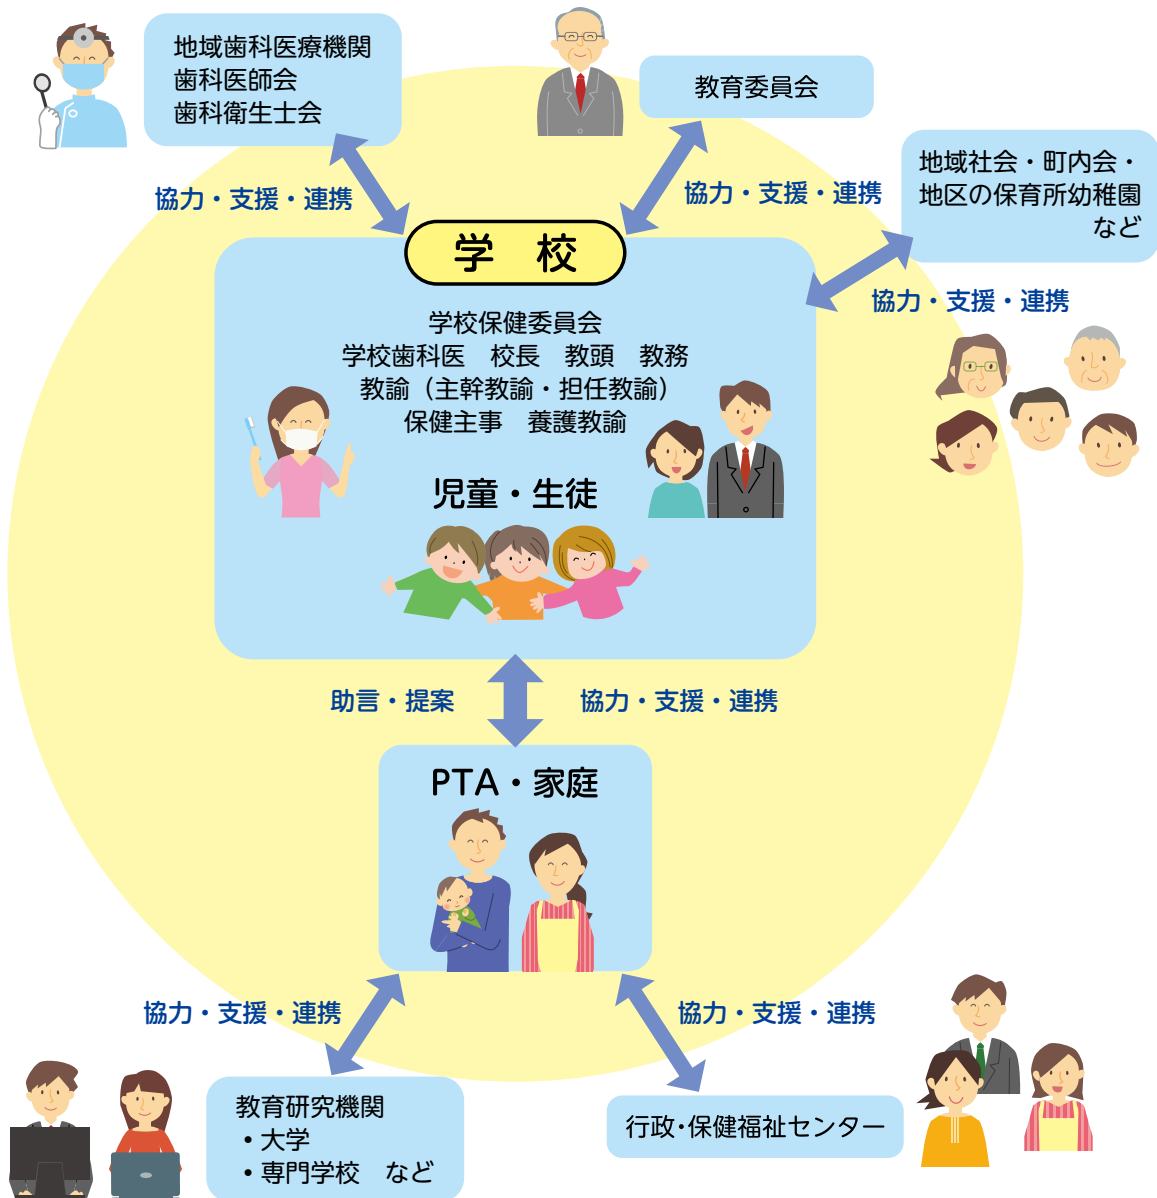 地域歯科医療機関
歯科医師会
歯科衛生士会
教育委員会
地域社会・町内会・
地区の保育所幼稚園
など
協力・支援・連携
協力・支援・連携
協力・支援・連携
学　校
学校保健委員会
学校歯科医　校長　教頭　教務
教諭（主幹教諭・担任教諭）
保健主事　養護教諭
児童・生徒
助言・提案
協力・支援・連携
PTA・家庭
協力・支援・連携
協力・支援・連携
教育研究機関
・大学
・専門学校　など
行政・保健福祉センター